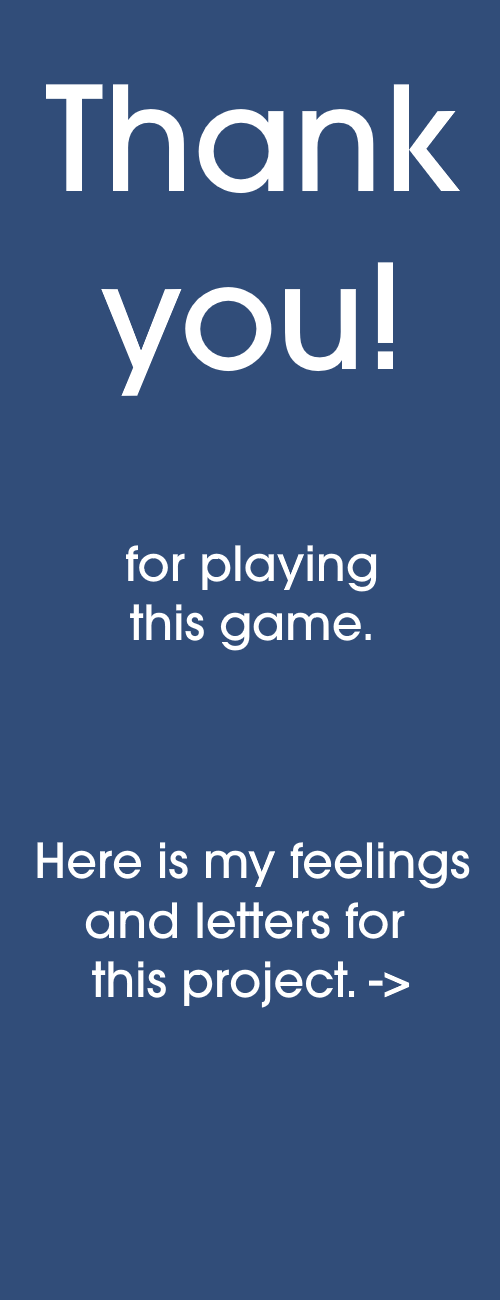 Thank
you!
for playing
this game.
Here is my feelings
and letters for
this project. ->